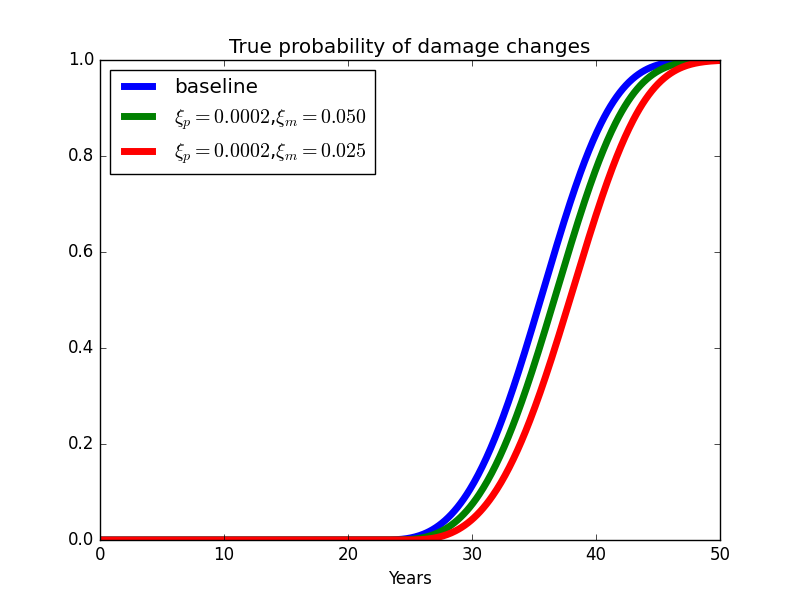 True probability of damage changes
1.0
0.8
0.6
0.4
0.2
0.0
baseline
ξₚ = 0.0002,ξₘ = 0.050
ξₚ = 0.0002,ξₘ = 0.025
0 10 20 30 40 50
Years